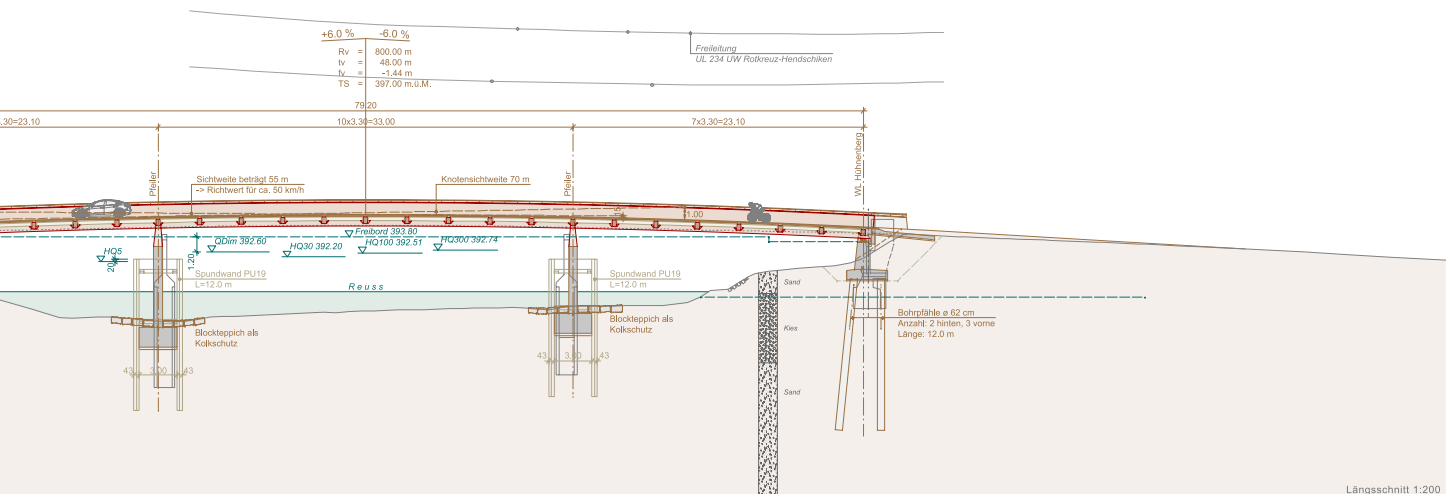 +6.0 % -6.0 %
Rv = 800.00 m
tv = 48.00 m
fv = -1.44 m
TS = 397.00 m.ü.M.
Freileitung
UL 234 UW Rotkreuz-Hendschiken
79.20
.30=23.10
10x3.30=33.00
7x3.30=23.10
Pfeiler
Pfeiler
WL Hühnenberg
Sichtweite beträgt 55 m
-> Richtwert für ca. 50 km/h
Knotensichtweite 70 m
1.00
Freibord 393.80
QDim 392.60
HQ30 392.20
HQ100 392.51
HQ300 392.74
HQ5
20
1.20
Spundwand PU19
L=12.0 m
Spundwand PU19
L=12.0 m
Reuss
Sand
Blockteppich als
Kolkschutz
Blockteppich als
Kolkschutz
Bohrpfähle ø 62 cm
Anzahl: 2 hinten, 3 vorne
Länge: 12.0 m
Kies
43 3.00 43
43 3.00 43
Sand
Längsschnitt 1:200